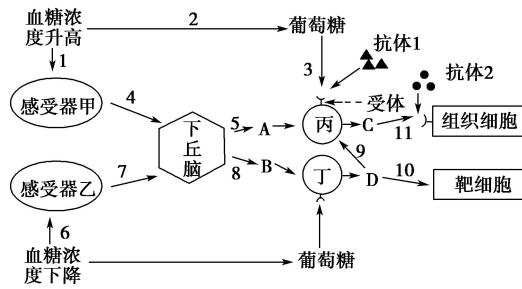 血糖浓
度升高
2
葡萄糖
抗体1
1
3
抗体2
感受器甲
4
受体
下丘脑
5
A
丙
C
11
组织细胞
9
感受器乙
7
8
B
丁
D
10
靶细胞
6
血糖浓
度下降
葡萄糖